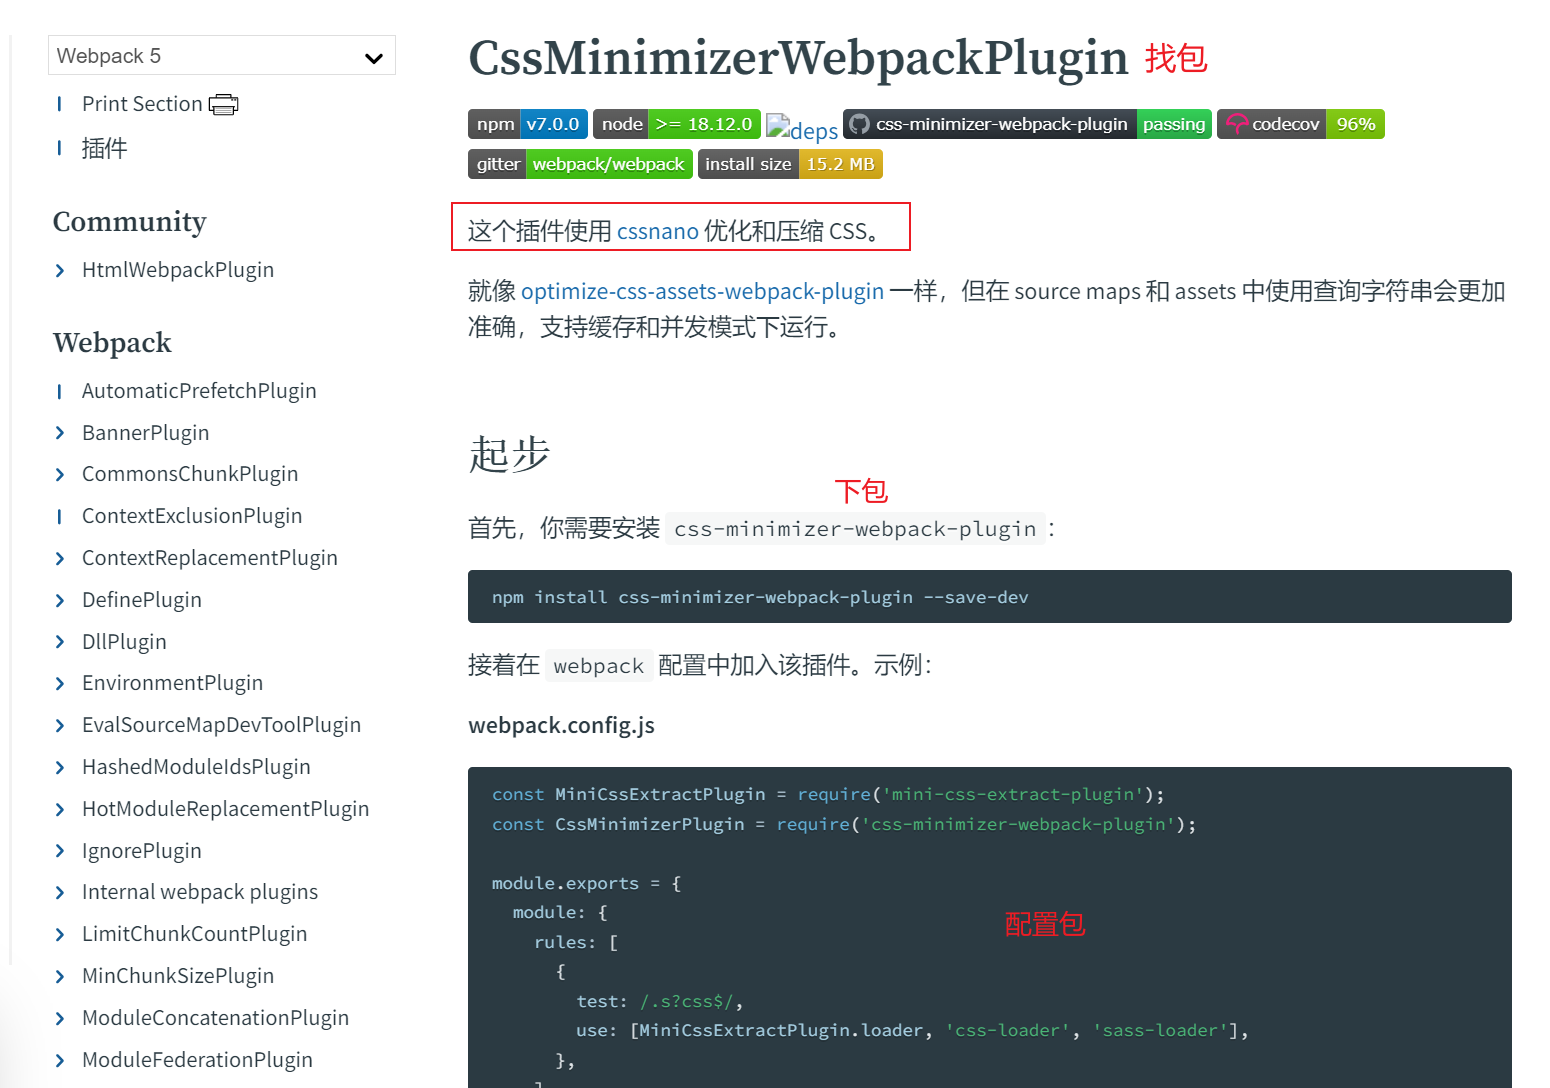 Webpack 5
Print Section
插件
Community
HtmlWebpackPlugin
Webpack
AutomaticPrefetchPlugin
BannerPlugin
CommonsChunkPlugin
ContextExclusionPlugin
ContextReplacementPlugin
DefinePlugin
DllPlugin
EnvironmentPlugin
EvalSourceMapDevToolPlugin
HashedModuleIdsPlugin
HotModuleReplacementPlugin
IgnorePlugin
Internal webpack plugins
LimitChunkCountPlugin
MinChunkSizePlugin
ModuleConcatenationPlugin
ModuleFederationPlugin
CssMinimizerWebpackPlugin 找包
npm v7.0.0 node >= 18.12.0 deps css-minimizer-webpack-plugin passing codecov 96%
gitter webpack/webpack install size 15.2 MB
这个插件使用 cssnano 优化和压缩 CSS。
就像 optimize-css-assets-webpack-plugin 一样，但在 source maps 和 assets 中使用查询字符串会更加
准确，支持缓存和并发模式下运行。
起步
下包
首先，你需要安装 css-minimizer-webpack-plugin：
npm install css-minimizer-webpack-plugin --save-dev
接着在 webpack 配置中加入该插件。示例：
webpack.config.js
const MiniCssExtractPlugin = require('mini-css-extract-plugin');
const CssMinimizerPlugin = require('css-minimizer-webpack-plugin');
module.exports = {
module: {
配置包
rules: [
{
test: /.s?css$/,
use: [MiniCssExtractPlugin.loader, 'css-loader', 'sass-loader'],
},